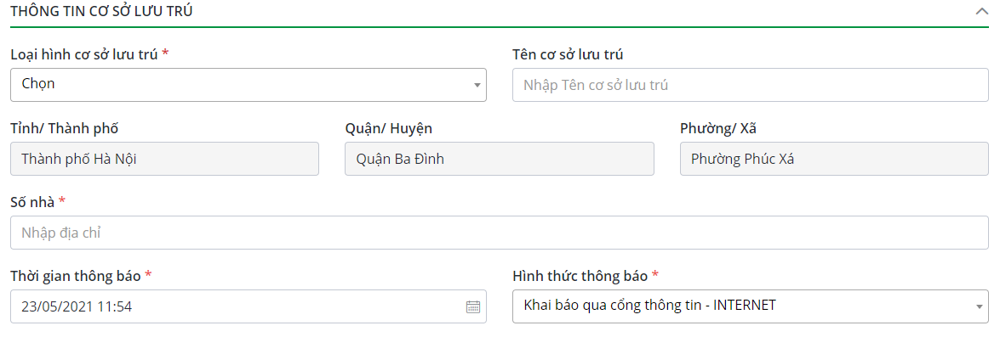 THÔNG TIN CƠ SỞ LƯU TRÚ
Loại hình cơ sở lưu trú *
Tên cơ sở lưu trú
Chọn
Nhập Tên cơ sở lưu trú
Tỉnh/ Thành phố
Quận/ Huyện
Phường/ Xã
Thành phố Hà Nội
Quận Ba Đình
Phường Phúc Xá
Số nhà *
Nhập địa chỉ
Thời gian thông báo *
Hình thức thông báo *
23/05/2021 11:54
Khai báo qua cổng thông tin - INTERNET